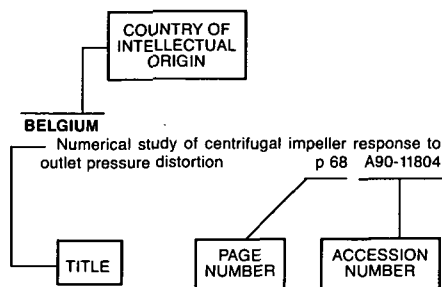 COUNTRY OF
INTELLECTUAL
ORIGIN
BELGIUM
Numerical study of centrifugal impeller response to
outlet pressure distortion p 68 A90-11804
TITLE
PAGE
NUMBER
ACCESSION
NUMBER